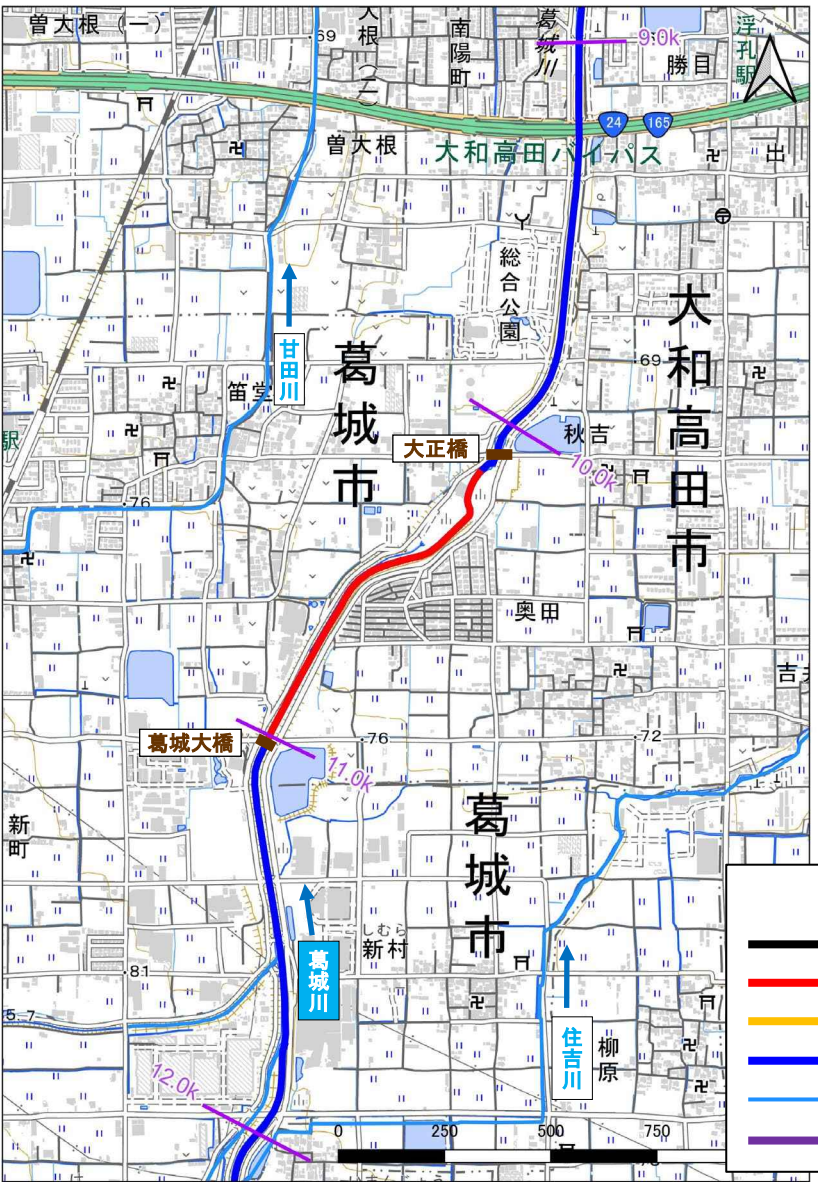 曽大根（一）
69
大根（二）
南陽町
葛城川
9.0k
勝目
浮孔駅
24
165
曽大根
大和高田バイパス
出
総合公園
大和高田市
甘田川
葛城市
69
笛堂
駅
大正橋
秋吉
10.0k
76
奥田
吉井
葛城大橋
76
72
11.0k
新町
葛城市
葛城川
しむら
新村
81
5.7
住吉川
柳原
12.0k
0
250
500
750